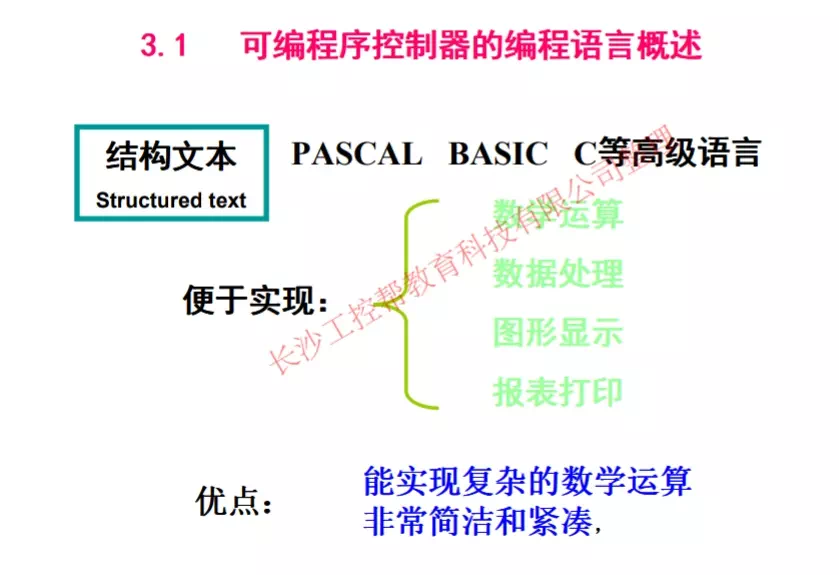 3.1 可编程序控制器的编程语言概述
结构文本 PASCAL BASIC C等高级语言
Structured text
数学运算
数据处理
便于实现：
图形显示
报表打印
能实现复杂的数学运算
优点：
非常简洁和紧凑，
长沙工控帮教育科技有限公司整理